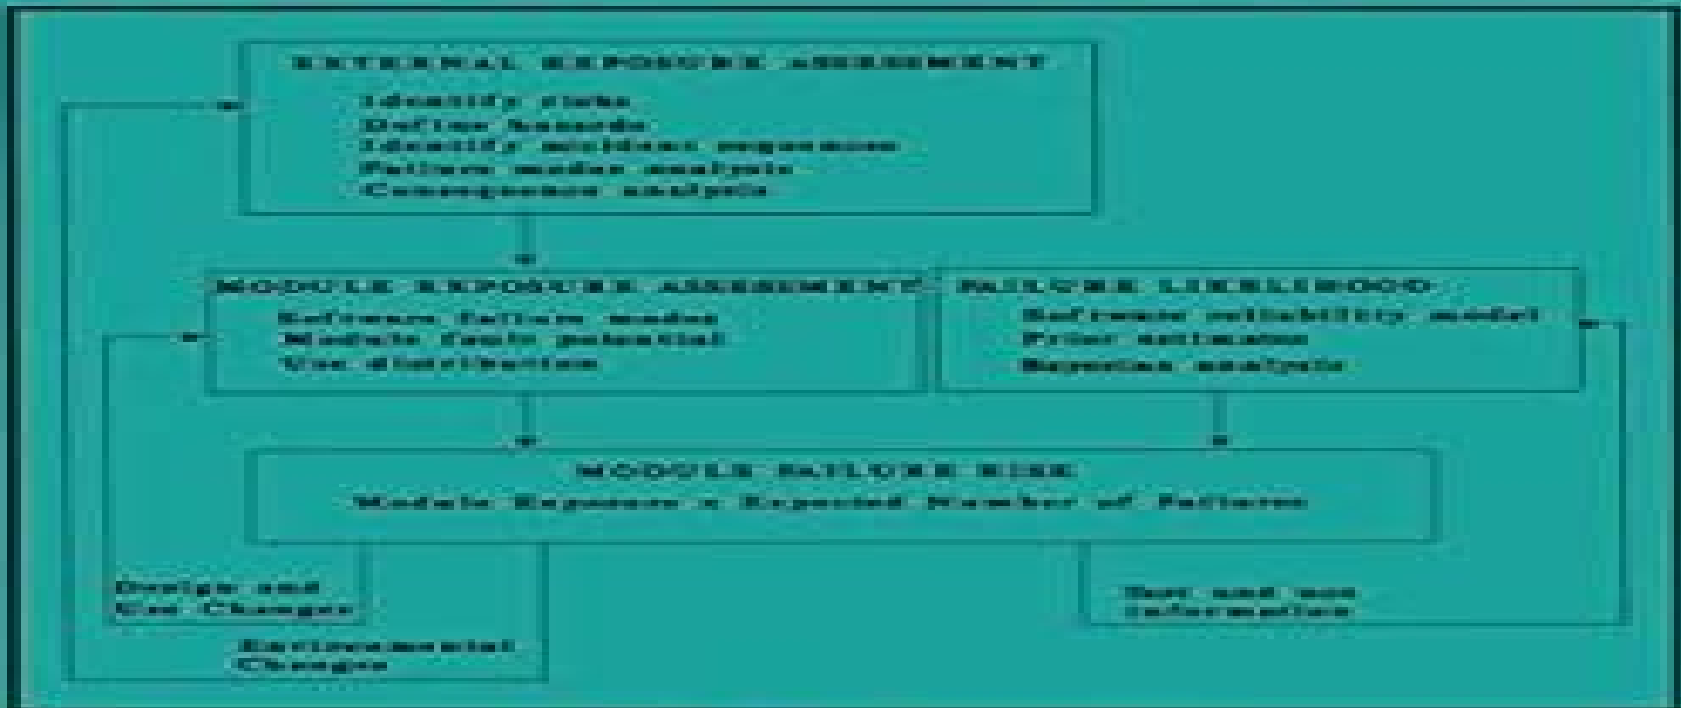 EXTERNAL EXPOSURE ASSESSMENT
Identify risks
Define hazards
Identify accident sequences
Failure modes analysis
Consequence analysis
MODULE EXPOSURE ASSESSMENT
Software failure modes
Module fault potential
Use distribution
FAILURE LIKELIHOOD
Software reliability model
Prior estimates
Bayesian analysis
MODULE FAILURE RISK
Module Exposure x Expected Number of Failures
Design and
Use Changes
Environmental
Changes
and use
information